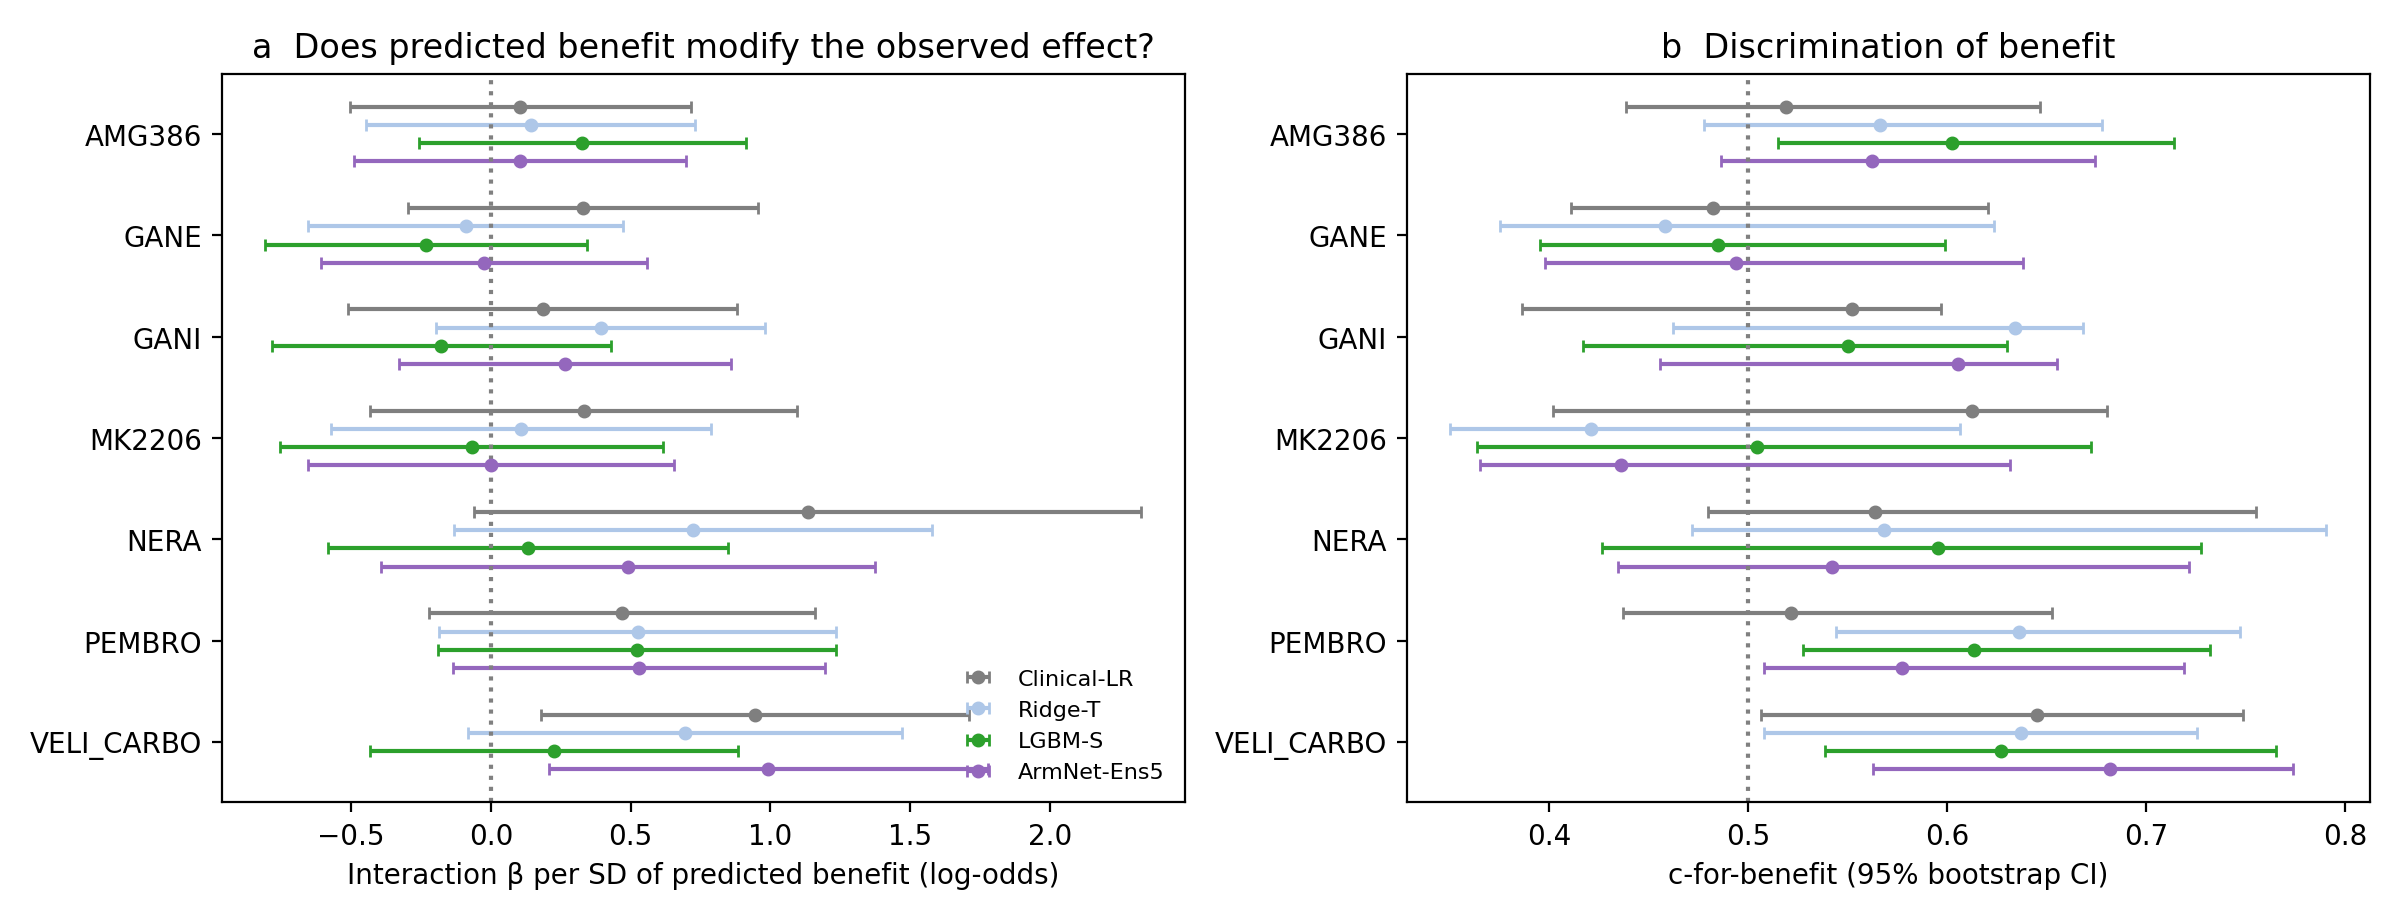 a  Does predicted benefit modify the observed effect?
AMG386
GANE
GANI
MK2206
NERA
PEMBRO
VELI_CARBO
Clinical-LR
Ridge-T
LGBM-S
ArmNet-Ens5
−0.5 0.0 0.5 1.0 1.5 2.0
Interaction β per SD of predicted benefit (log-odds)
b  Discrimination of benefit
AMG386
GANE
GANI
MK2206
NERA
PEMBRO
VELI_CARBO
0.4 0.5 0.6 0.7 0.8
c-for-benefit (95% bootstrap CI)